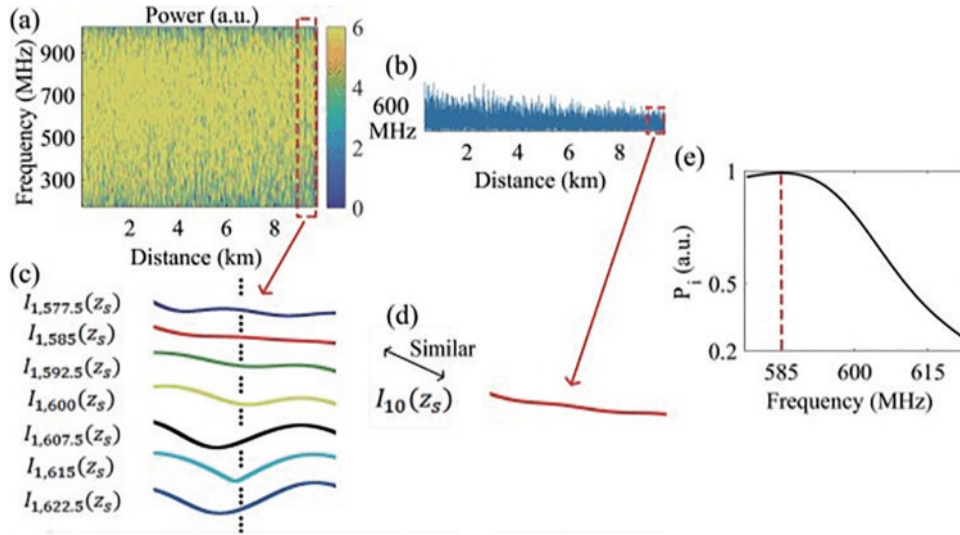 (a)
Power (a.u.)
Frequency (MHz)
900
700
500
300
2 4 6 8
Distance (km)
6
4
2
0
(b)
600
MHz
2 4 6 8
Distance (km)
(c)
I1,577.5(zs)
I1,585(zs)
I1,592.5(zs)
I1,600(zs)
I1,607.5(zs)
I1,615(zs)
I1,622.5(zs)
(d)
Similar
I10(zs)
(e)
Pi (a.u.)
1
0.5
0.2
585 600 615
Frequency (MHz)